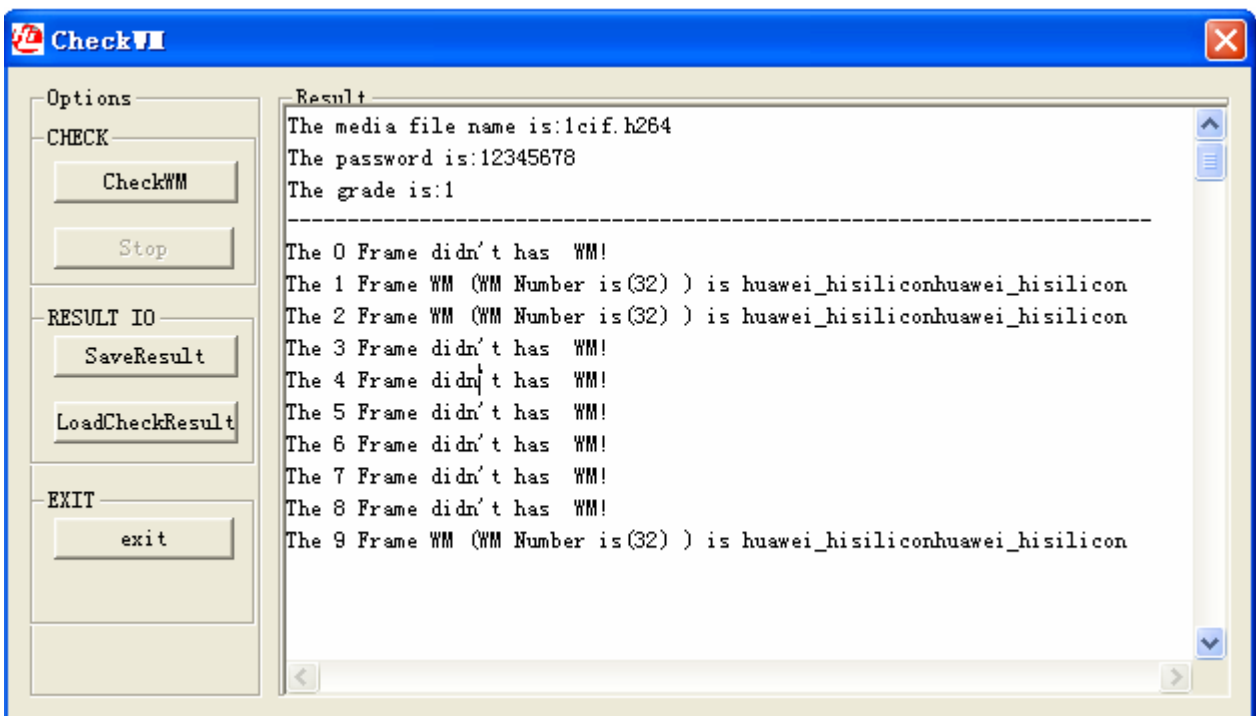 CheckWM
Options
CHECK
CheckWM
Stop
RESULT IO
SaveResult
LoadCheckResult
EXIT
exit
Result
The media file name is:1cif.h264
The password is:12345678
The grade is:1
------------------------------------------------------------------------
The 0 Frame didn't has  WM!
The 1 Frame WM (WM Number is(32) ) is huawei_hisiliconhuawei_hisilicon
The 2 Frame WM (WM Number is(32) ) is huawei_hisiliconhuawei_hisilicon
The 3 Frame didn't has  WM!
The 4 Frame didn't has  WM!
The 5 Frame didn't has  WM!
The 6 Frame didn't has  WM!
The 7 Frame didn't has  WM!
The 8 Frame didn't has  WM!
The 9 Frame WM (WM Number is(32) ) is huawei_hisiliconhuawei_hisilicon